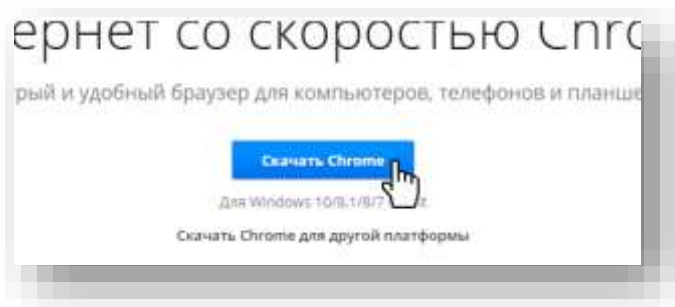 ернет со скоростью Chro
рый и удобный браузер для компьютеров, телефонов и планше
Скачать Chrome
Для Windows 10/8.1/8/7
Скачать Chrome для другой платформы